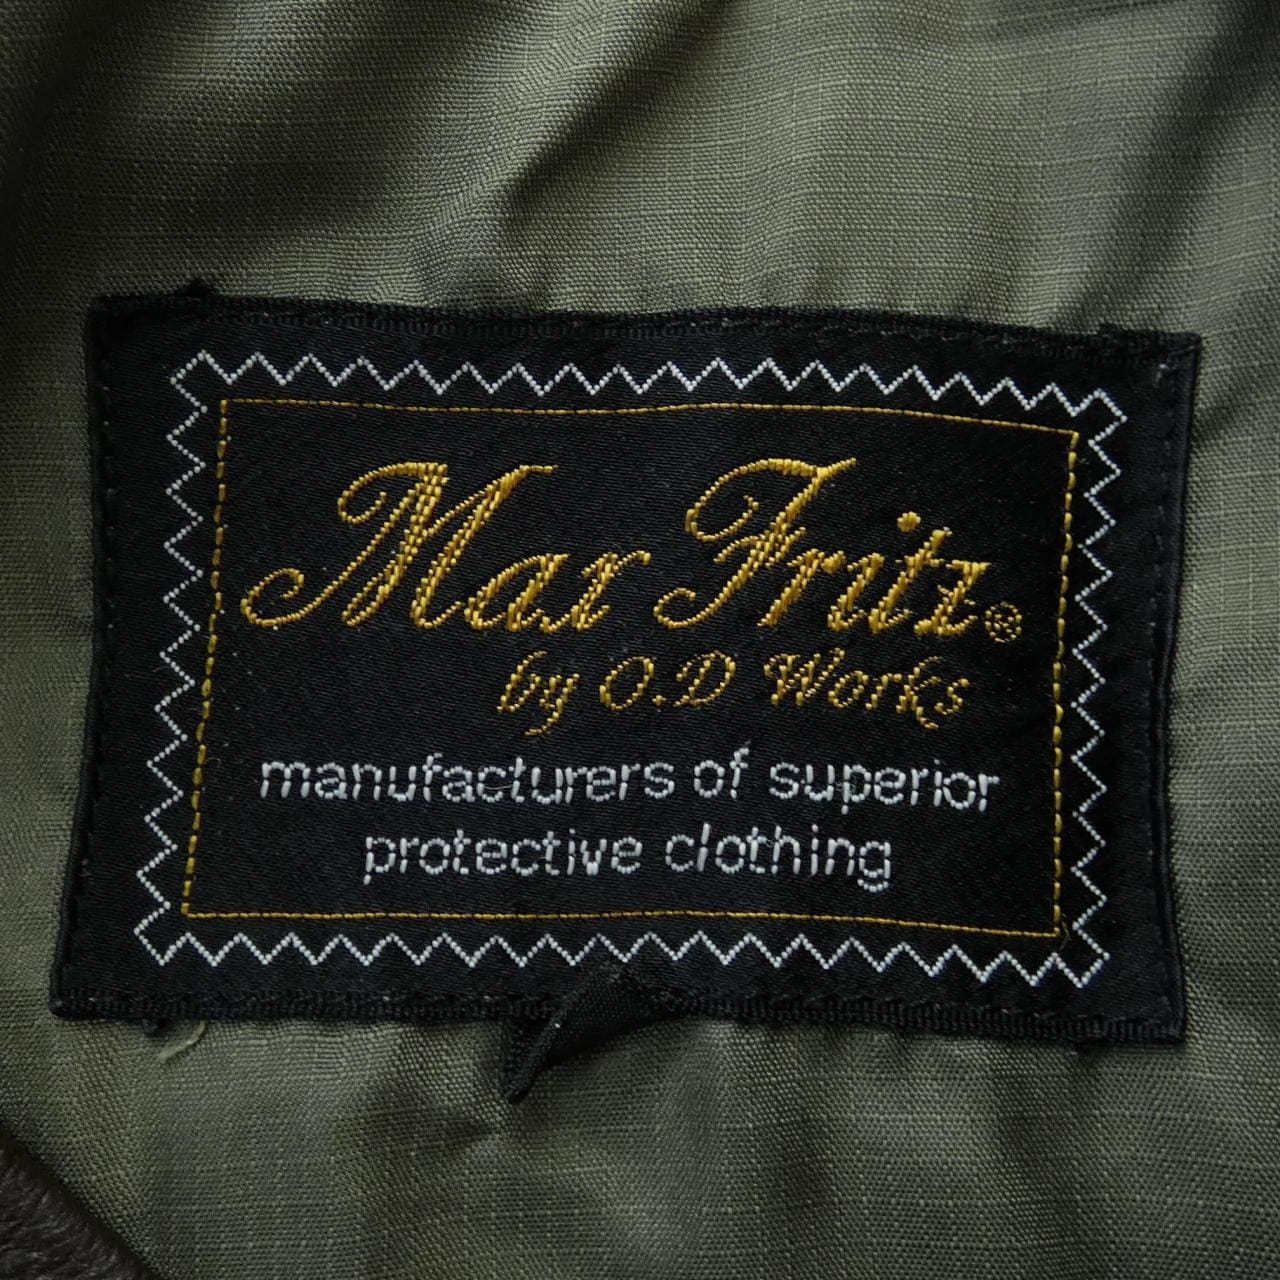 Max Fritz®
by O.D Works
manufacturers of superior
protective clothing